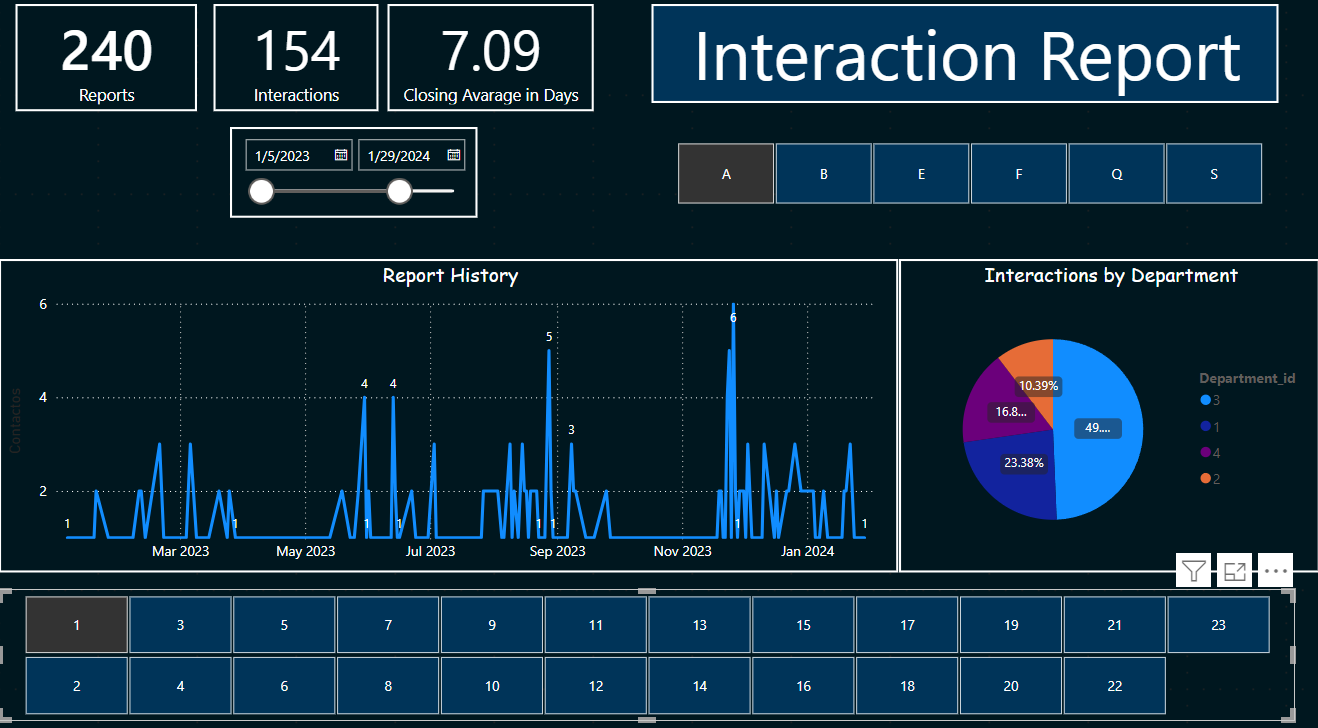 240
Reports
154
Interactions
7.09
Closing Avarage in Days
Interaction Report
1/5/2023
1/29/2024
A
B
E
F
Q
S
Report History
Contactos
6
4
2
1
4
4
5
3
6
1
1
1
1
1
1
1
Mar 2023
May 2023
Jul 2023
Sep 2023
Nov 2023
Jan 2024
Interactions by Department
10.39%
16.8...
49....
23.38%
Department_id
3
1
4
2
1
3
5
7
9
11
13
15
17
19
21
23
2
4
6
8
10
12
14
16
18
20
22